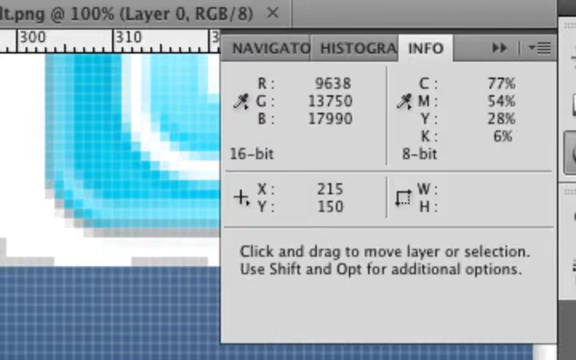 lt.png @ 100% (Layer 0, RGB/8) ×
300 310 3
NAVIGATO HISTOGRA INFO
R: 9638 C: 77%
G: 13750 M: 54%
B: 17990 Y: 28%
K: 6%
16-bit 8-bit
X: 215 W:
Y: 150 H:
Click and drag to move layer or selection.
Use Shift and Opt for additional options.